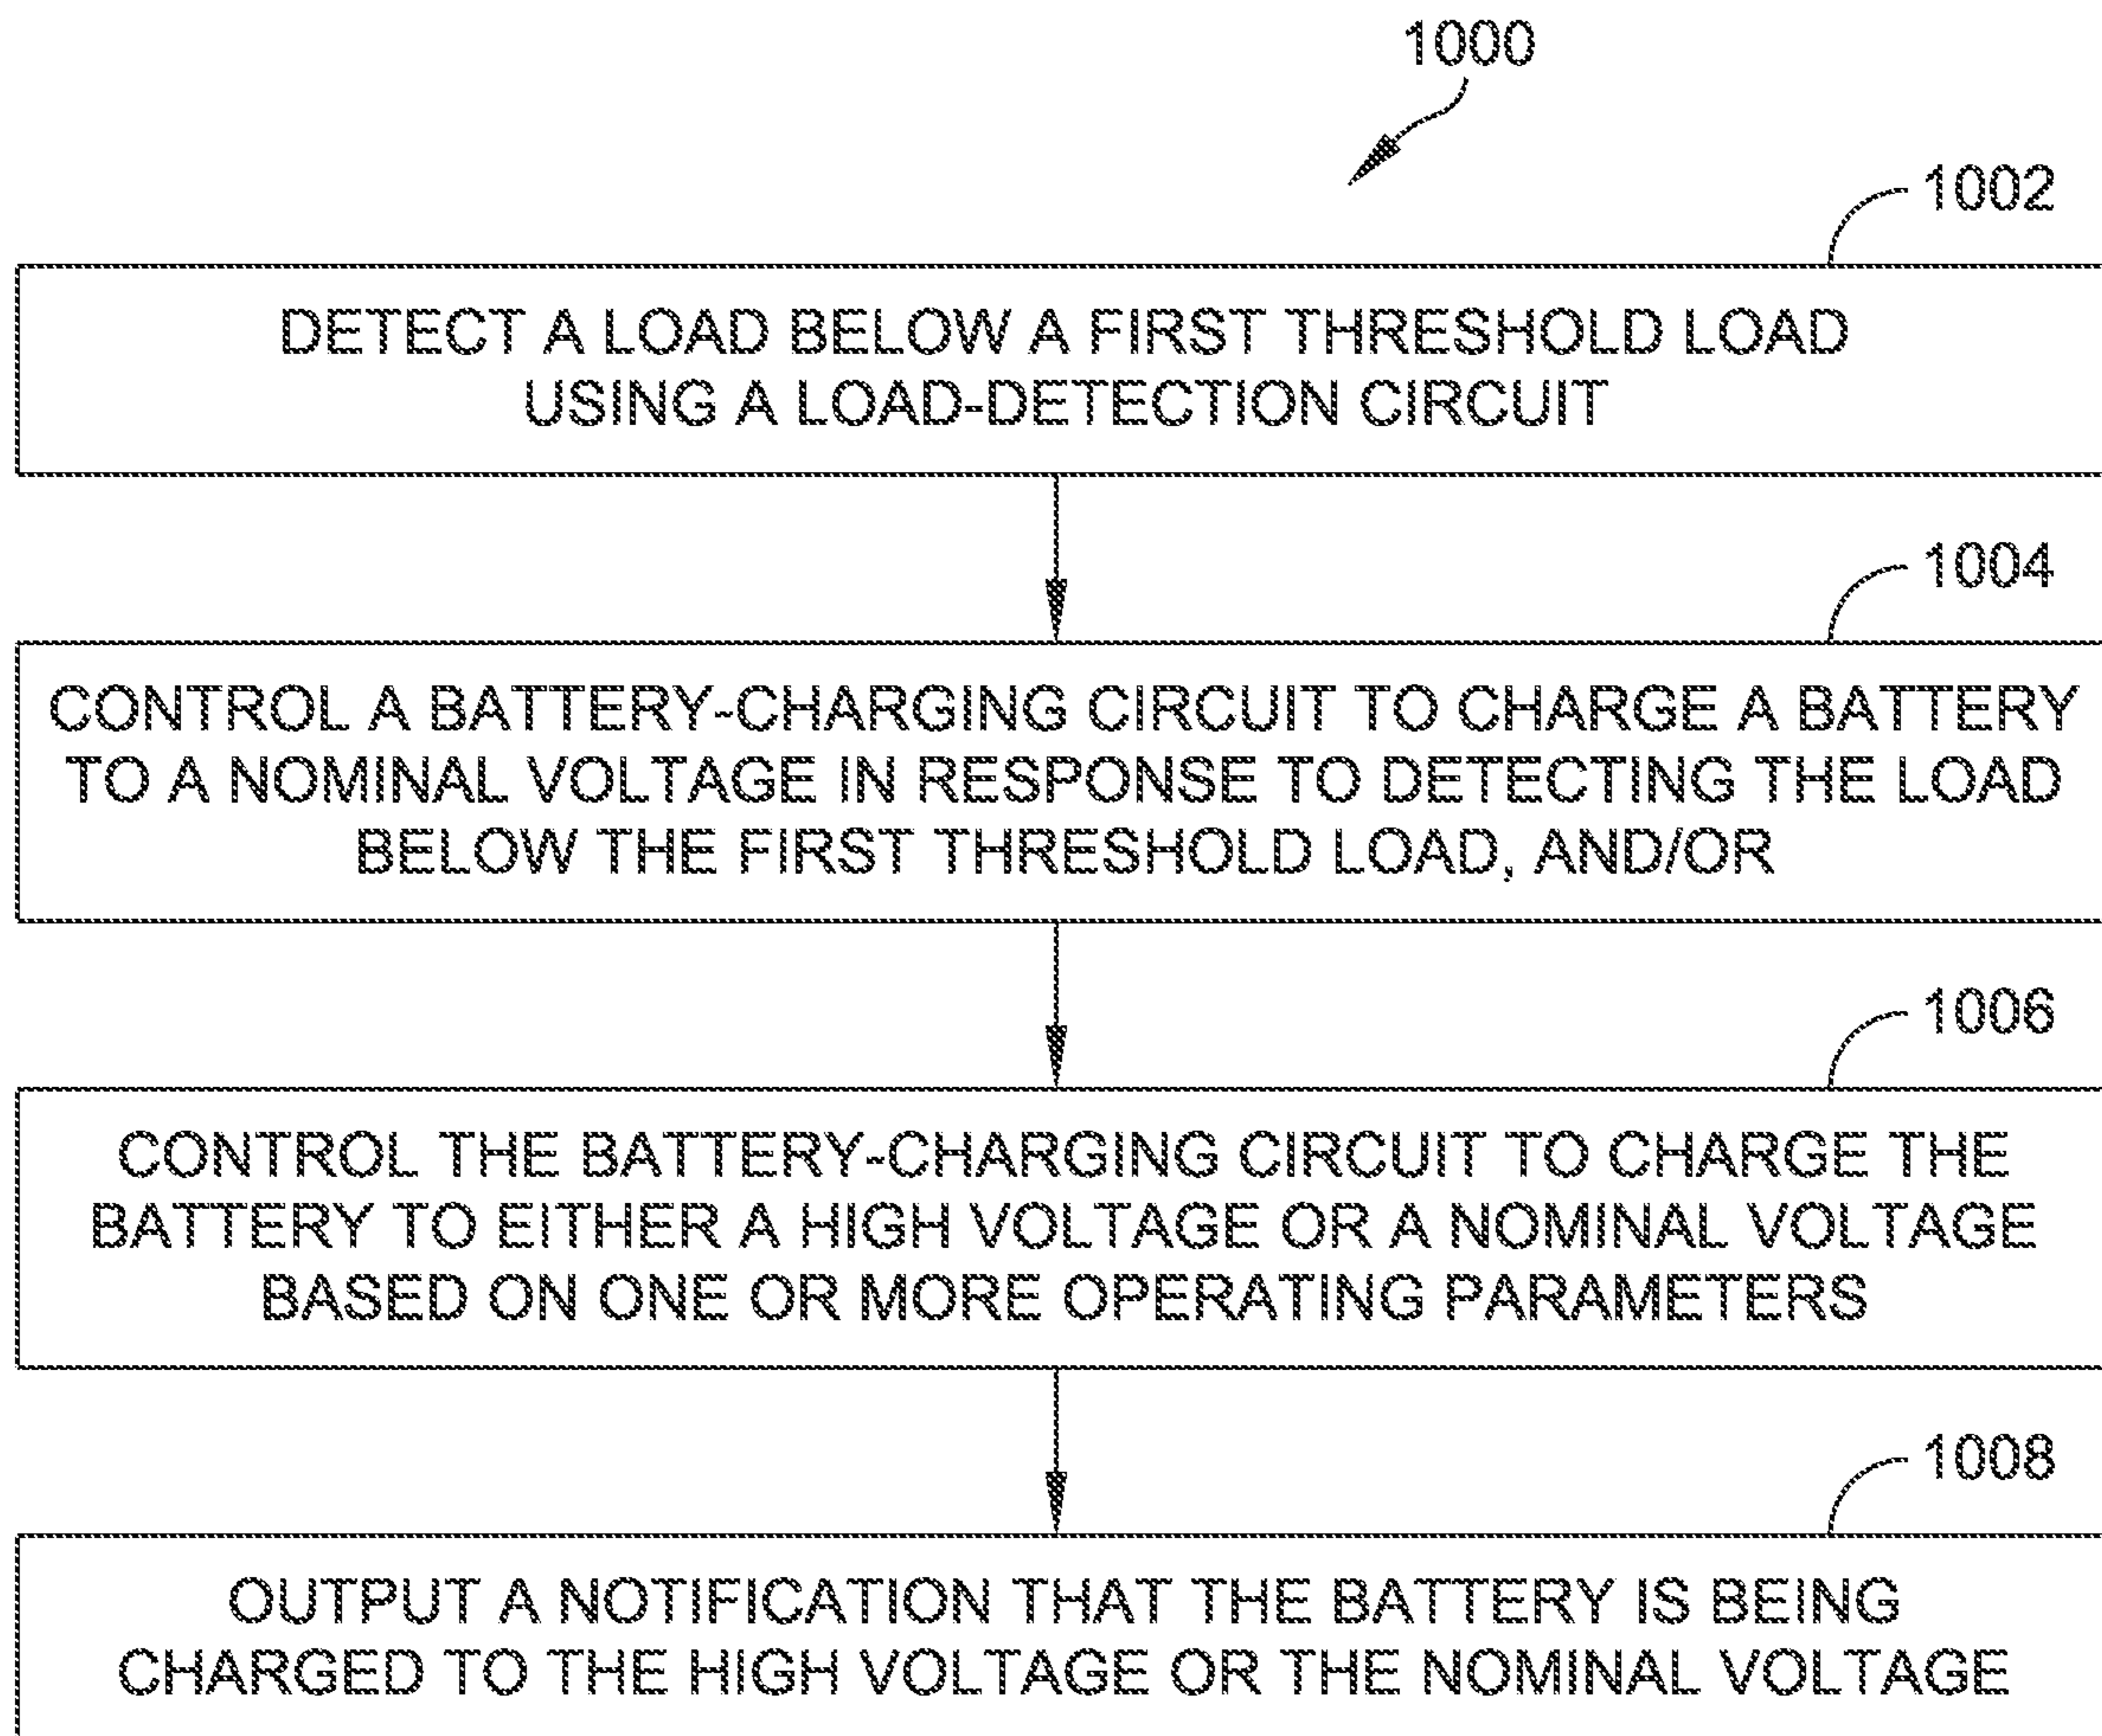 1000
1002
DETECT A LOAD BELOW A FIRST THRESHOLD LOAD
USING A LOAD-DETECTION CIRCUIT
1004
CONTROL A BATTERY-CHARGING CIRCUIT TO CHARGE A BATTERY
TO A NOMINAL VOLTAGE IN RESPONSE TO DETECTING THE LOAD
BELOW THE FIRST THRESHOLD LOAD, AND/OR
1006
CONTROL THE BATTERY-CHARGING CIRCUIT TO CHARGE THE
BATTERY TO EITHER A HIGH VOLTAGE OR A NOMINAL VOLTAGE
BASED ON ONE OR MORE OPERATING PARAMETERS
1008
OUTPUT A NOTIFICATION THAT THE BATTERY IS BEING
CHARGED TO THE HIGH VOLTAGE OR THE NOMINAL VOLTAGE